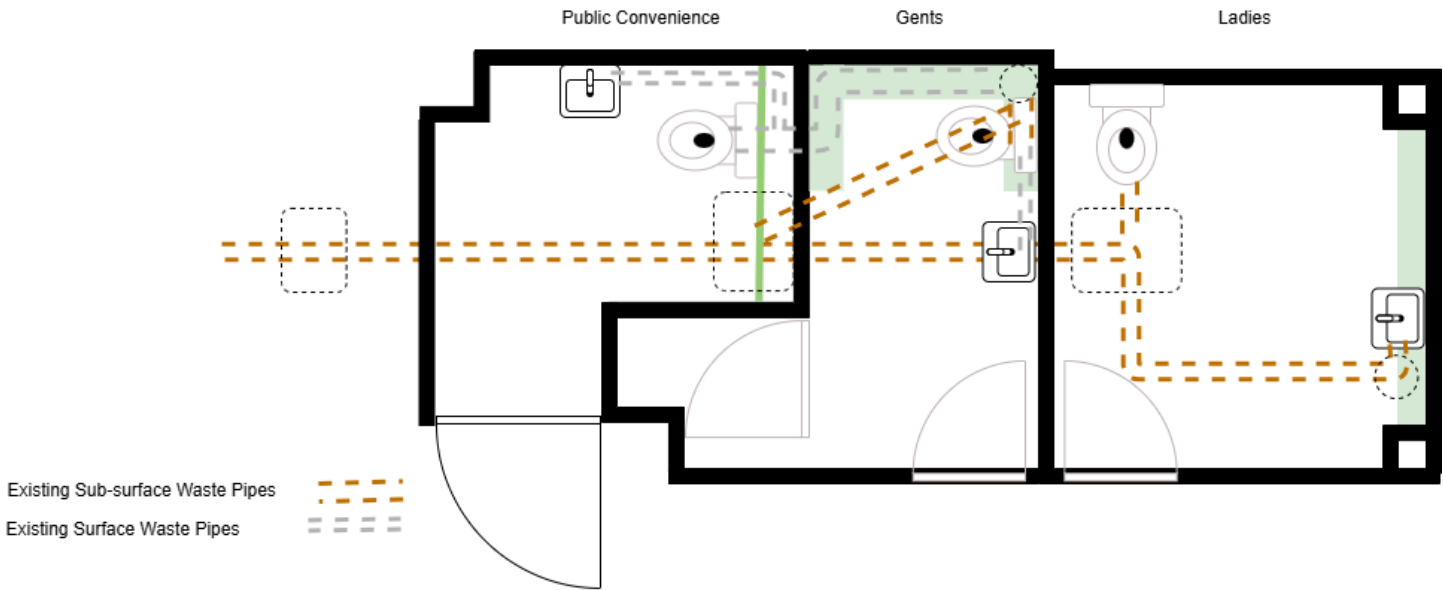 Public Convenience
Gents
Ladies
Existing Sub-surface Waste Pipes
Existing Surface Waste Pipes